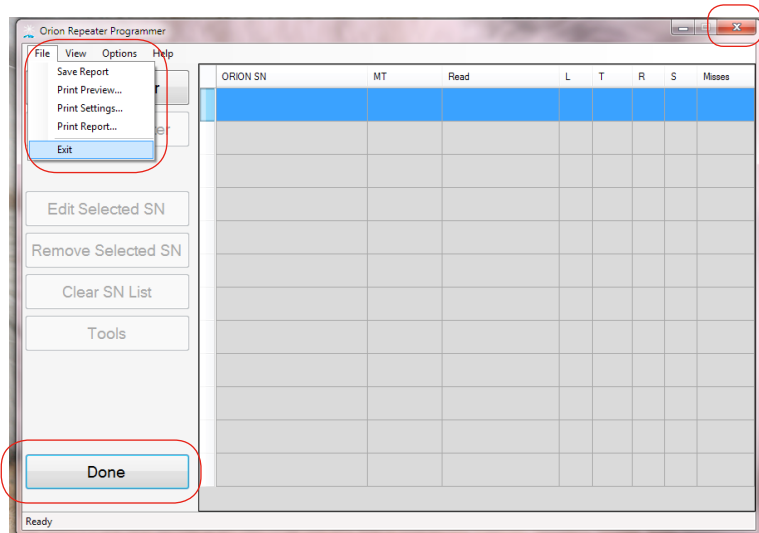 Orion Repeater Programmer
File View Options Help
Save Report
Print Preview...
Print Settings...
Print Report...
Exit
ORION SN MT Read L T R S Misses
Edit Selected SN
Remove Selected SN
Clear SN List
Tools
Done
Ready